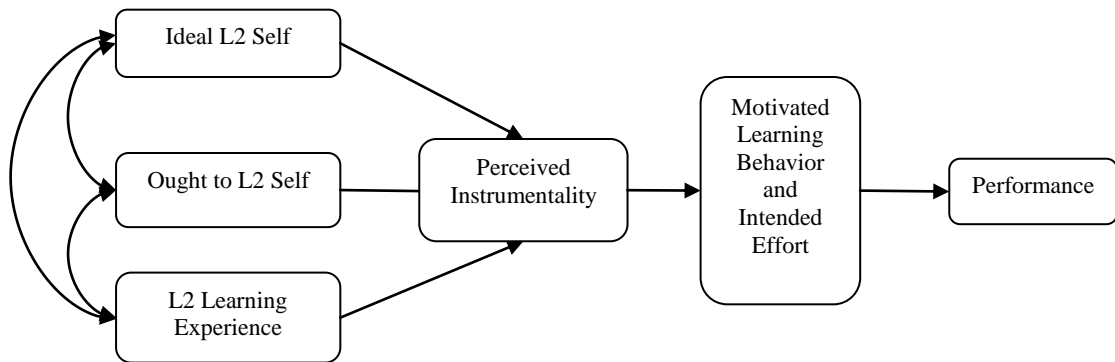 Ideal L2 Self
Ought to L2 Self
L2 Learning
Experience
Perceived
Instrumentality
Motivated
Learning
Behavior
and
Intended
Effort
Performance